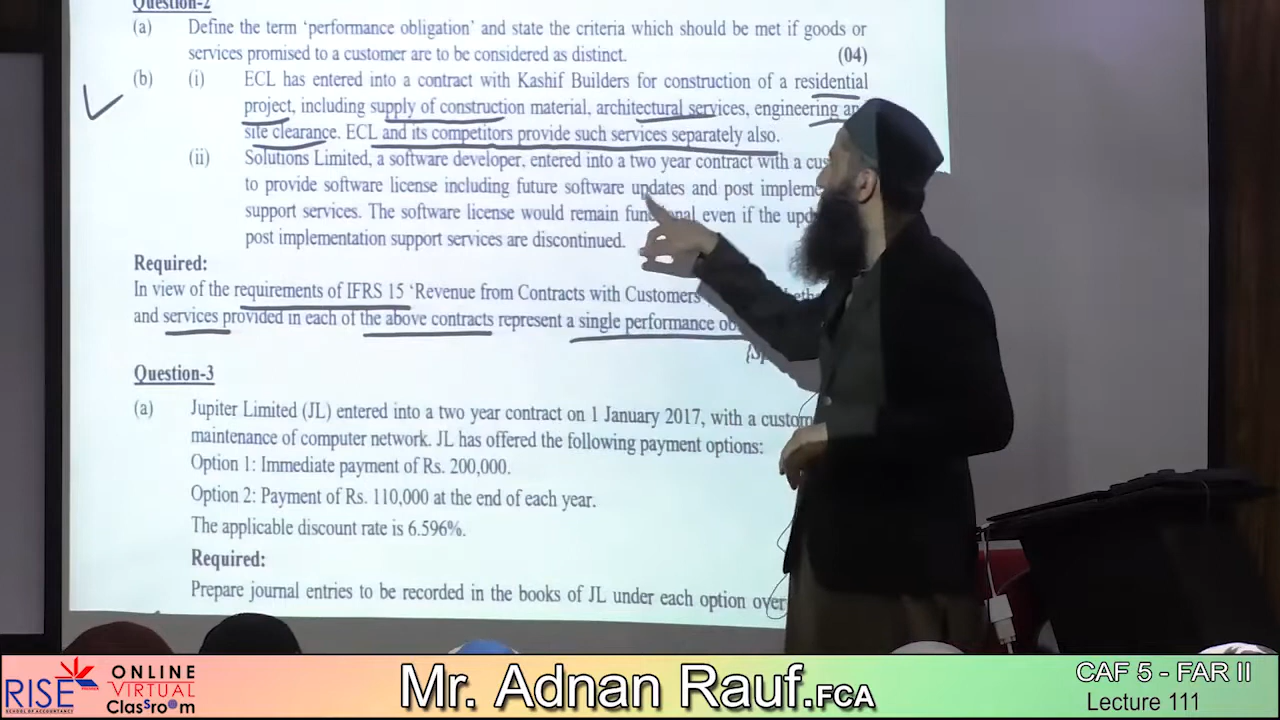 Question-2
(a) Define the term ‘performance obligation’ and state the criteria which should be met if goods or
services promised to a customer are to be considered as distinct. (04)
(b) (i) ECL has entered into a contract with Kashif Builders for construction of a residential
project, including supply of construction material, architectural services, engineering
site clearance. ECL and its competitors provide such services separately also.
(ii) Solutions Limited, a software developer, entered into a two year contract with a
to provide software license including future software updates and post
support services. The software license would remain functional even if the
post implementation support services are discontinued.
Required:
In view of the requirements of IFRS 15 ‘Revenue from Contracts with Customers
and services provided in each of the above contracts represent a single performance
Question-3
(a) Jupiter Limited (JL) entered into a two year contract on 1 January 2017, with a
maintenance of computer network. JL has offered the following payment options:
Option 1: Immediate payment of Rs. 200,000.
Option 2: Payment of Rs. 110,000 at the end of each year.
The applicable discount rate is 6.596%.
Required:
Prepare journal entries to be recorded in the books of JL under each option over
RISE ONLINE VIRTUAL ClasSro@m
SCHOOL OF ACCOUNTANCY
Mr. Adnan Rauf.FCA
CAF 5 - FAR II
Lecture 111